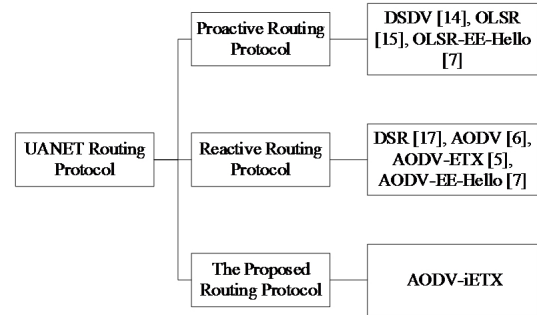 Proactive Routing
Protocol
DSDV [14], OLSR
[15], OLSR-EE-Hello
[7]
UANET Routing
Protocol
Reactive Routing
Protocol
DSR [17], AODV [6],
AODV-ETX [5],
AODV-EE-Hello [7]
The Proposed
Routing Protocol
AODV-iETX